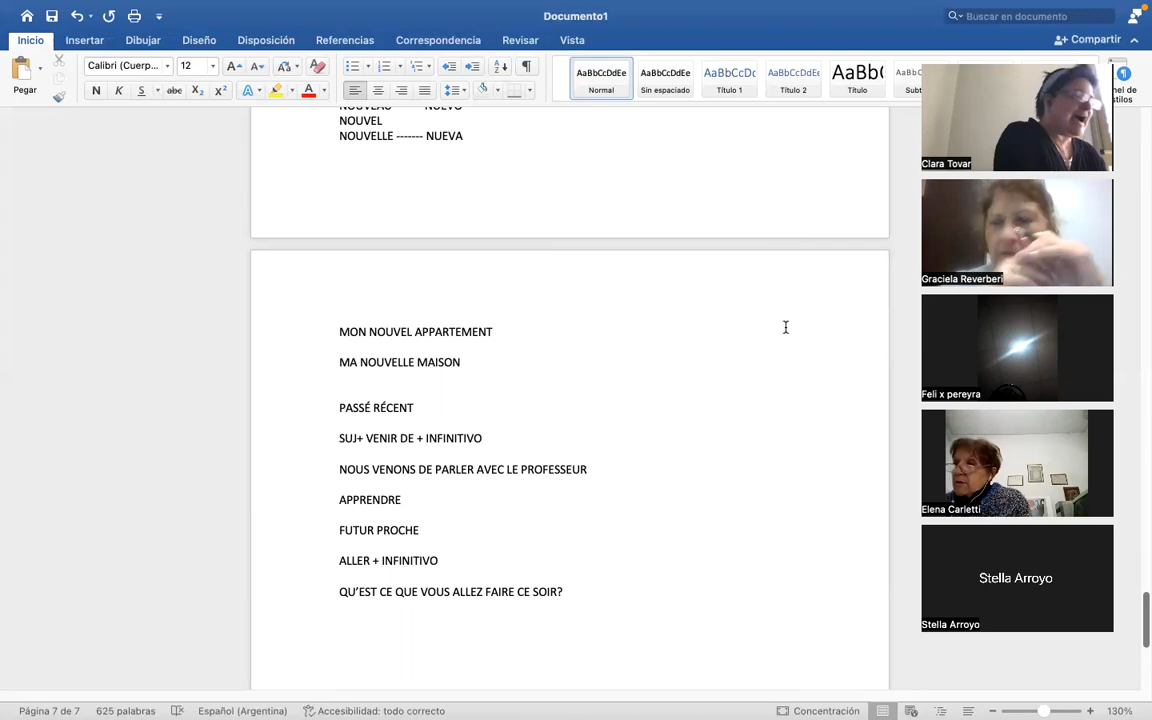 Documento1
Buscar en documento
Inicio Insertar Dibujar Diseño Disposición Referencias Correspondencia Revisar Vista Compartir
Pegar
Calibri (Cuerp... 12
N K S abc X₂ X² A A
AaBbCcDdEe AaBbCcDdEe AaBbCcDc AaBbCcDdEe AaBb(
Normal Sin espaciado Título 1 Título 2 Título
NOUVEL
NOUVELLE ------- NUEVA
MON NOUVEL APPARTEMENT
MA NOUVELLE MAISON
PASSÉ RÉCENT
SUJ+ VENIR DE + INFINITIVO
NOUS VENONS DE PARLER AVEC LE PROFESSEUR
APPRENDRE
FUTUR PROCHE
ALLER + INFINITIVO
QU’EST CE QUE VOUS ALLEZ FAIRE CE SOIR?
Clara Tovar
Graciela Reverberi
Feli x pereyra
Elena Carletti
Stella Arroyo
Stella Arroyo
Página 7 de 7 625 palabras Español (Argentina) Accesibilidad: todo correcto Concentración 130%